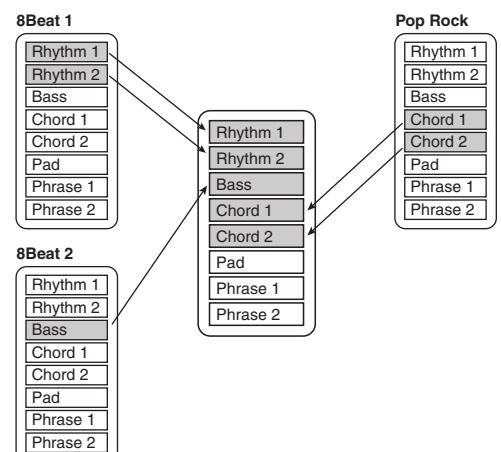 8Beat 1
Rhythm 1
Rhythm 2
Bass
Chord 1
Chord 2
Pad
Phrase 1
Phrase 2
8Beat 2
Rhythm 1
Rhythm 2
Bass
Chord 1
Chord 2
Pad
Phrase 1
Phrase 2
Rhythm 1
Rhythm 2
Bass
Chord 1
Chord 2
Pad
Phrase 1
Phrase 2
Pop Rock
Rhythm 1
Rhythm 2
Bass
Chord 1
Chord 2
Pad
Phrase 1
Phrase 2